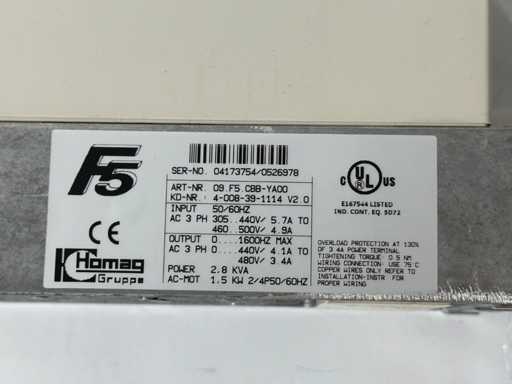 F5
SER-NO. 04173754/0526978
ART-NR. 09.F5.CBB-YA00
KD-NR.: 4-008-39-1114 V2.0
INPUT 50/60HZ
AC 3 PH 305..440V/ 5.7A TO
460..500V/ 4.9A
OUTPUT 0....1600HZ MAX
AC 3 PH 0....440V/ 4.1A TO
480V/ 3.4A
POWER 2.8 KVA
AC-MOT 1.5 KW 2/4P50/60HZ
CE
Homag
Gruppe
C UL US
LISTED
E167544 LISTED
IND. CONT. EQ. 5D72
OVERLOAD PROTECTION AT 130%
OF 3.4A POWER TERMINAL
TIGHTENING TORQUE: 0.5 NM
WIRING CONNECTION: USE 75°C
COPPER WIRES ONLY REFER TO
INSTALLATION-INSTR FOR
PROPER WIRING